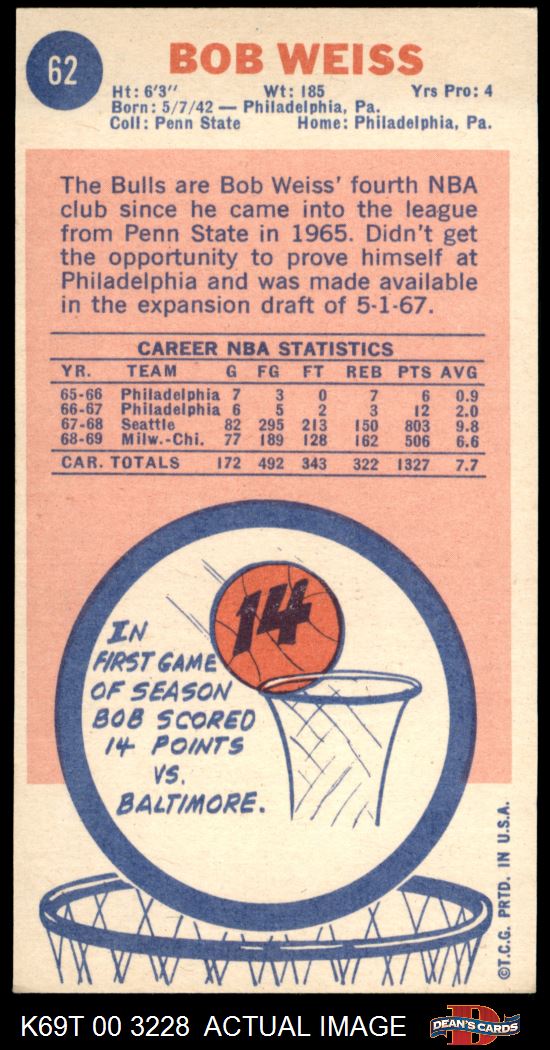 62
BOB WEISS
Ht: 6'3" Wt: 185 Yrs Pro: 4
Born: 5/7/42 — Philadelphia, Pa.
Coll: Penn State Home: Philadelphia, Pa.
The Bulls are Bob Weiss' fourth NBA
club since he came into the league
from Penn State in 1965. Didn't get
the opportunity to prove himself at
Philadelphia and was made available
in the expansion draft of 5-1-67.
CAREER NBA STATISTICS
YR. TEAM G FG FT REB PTS AVG
65-66 Philadelphia 7 3 0 7 6 0.9
66-67 Philadelphia 6 5 2 3 12 2.0
67-68 Seattle 82 295 213 150 803 9.8
68-69 Milw.-Chi. 77 189 128 162 506 6.6
CAR. TOTALS 172 492 343 322 1327 7.7
14
IN
FIRST GAME
OF SEASON
BOB SCORED
14 POINTS
VS.
BALTIMORE.
©T.C.G. PRTD. IN U.S.A.
K69T 00 3228 ACTUAL IMAGE
D
DEAN'S CARDS